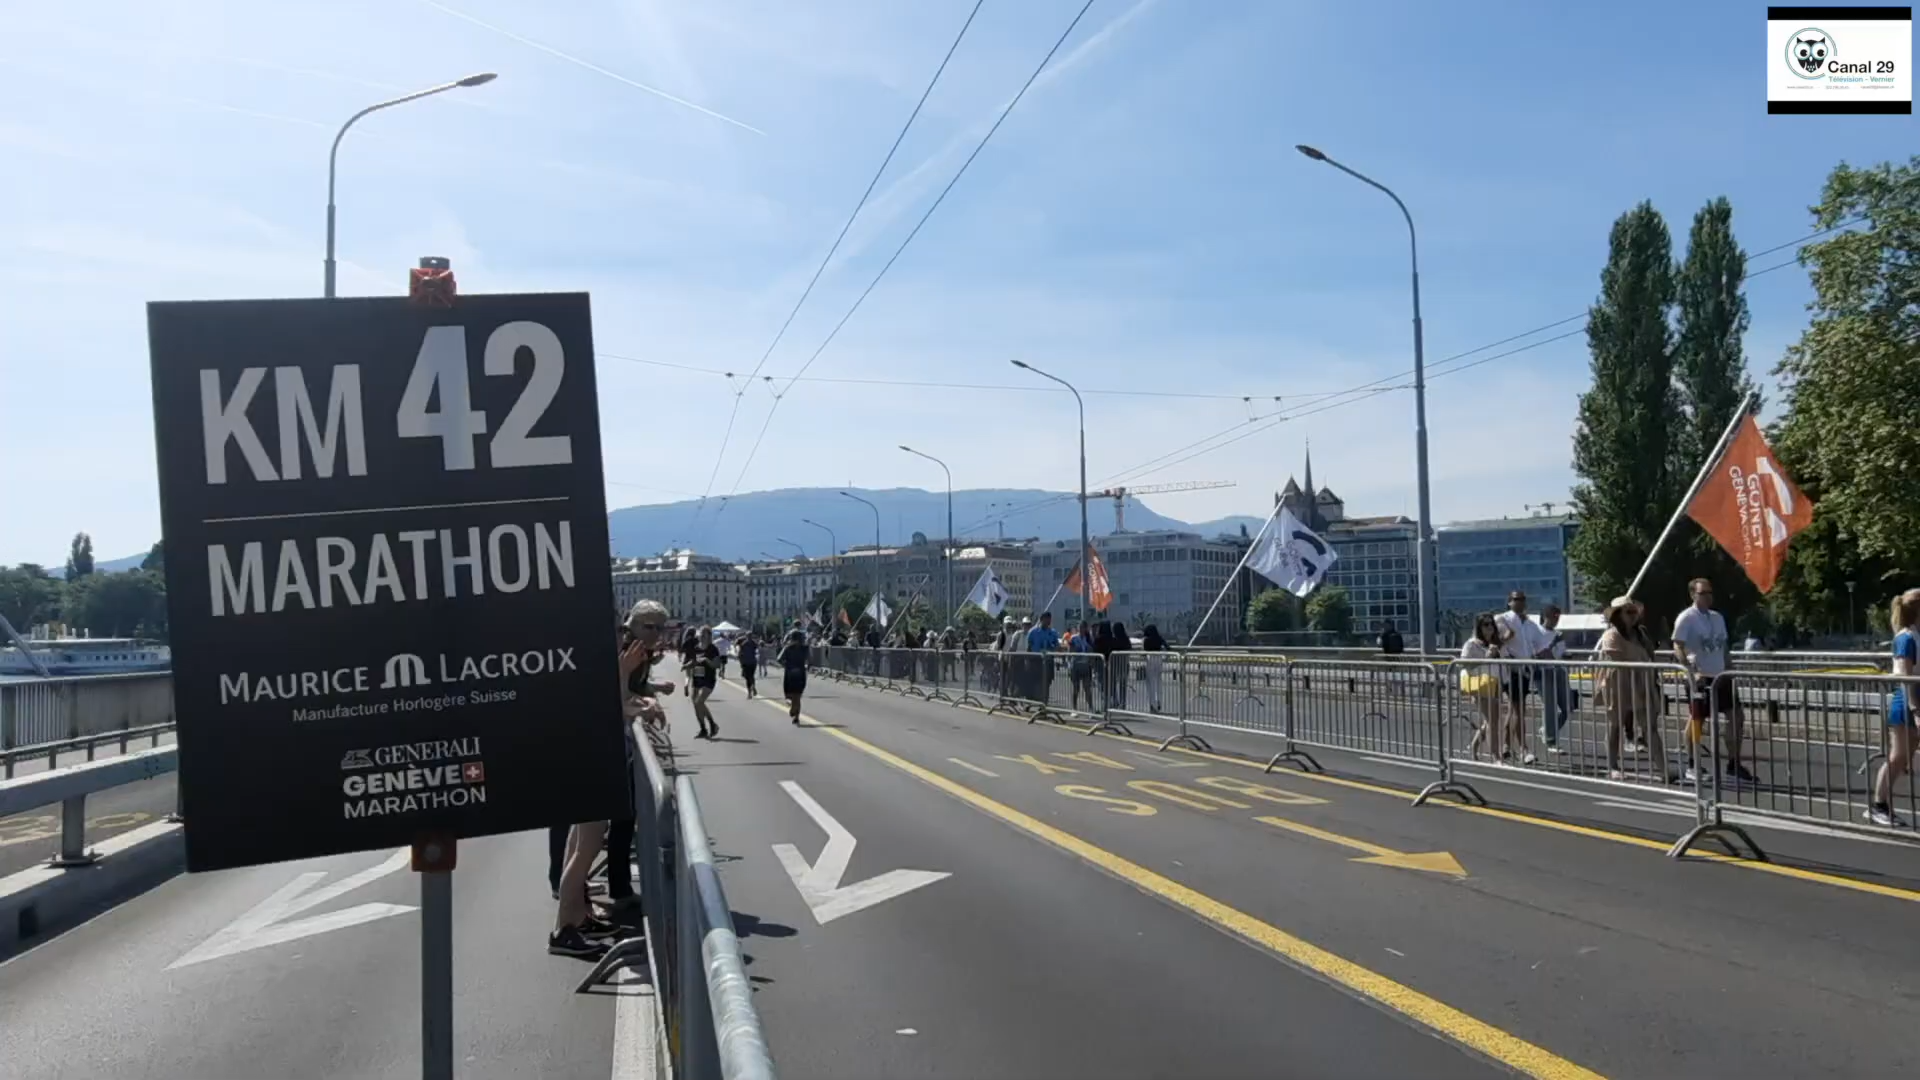 Canal 29
Télévision - Vernier
KM 42
MARATHON
MAURICE LACROIX
Manufacture Horlogère Suisse
GENERALI
GENÈVE
MARATHON
GONET
GENEVA OPEN
TAXI
BUS